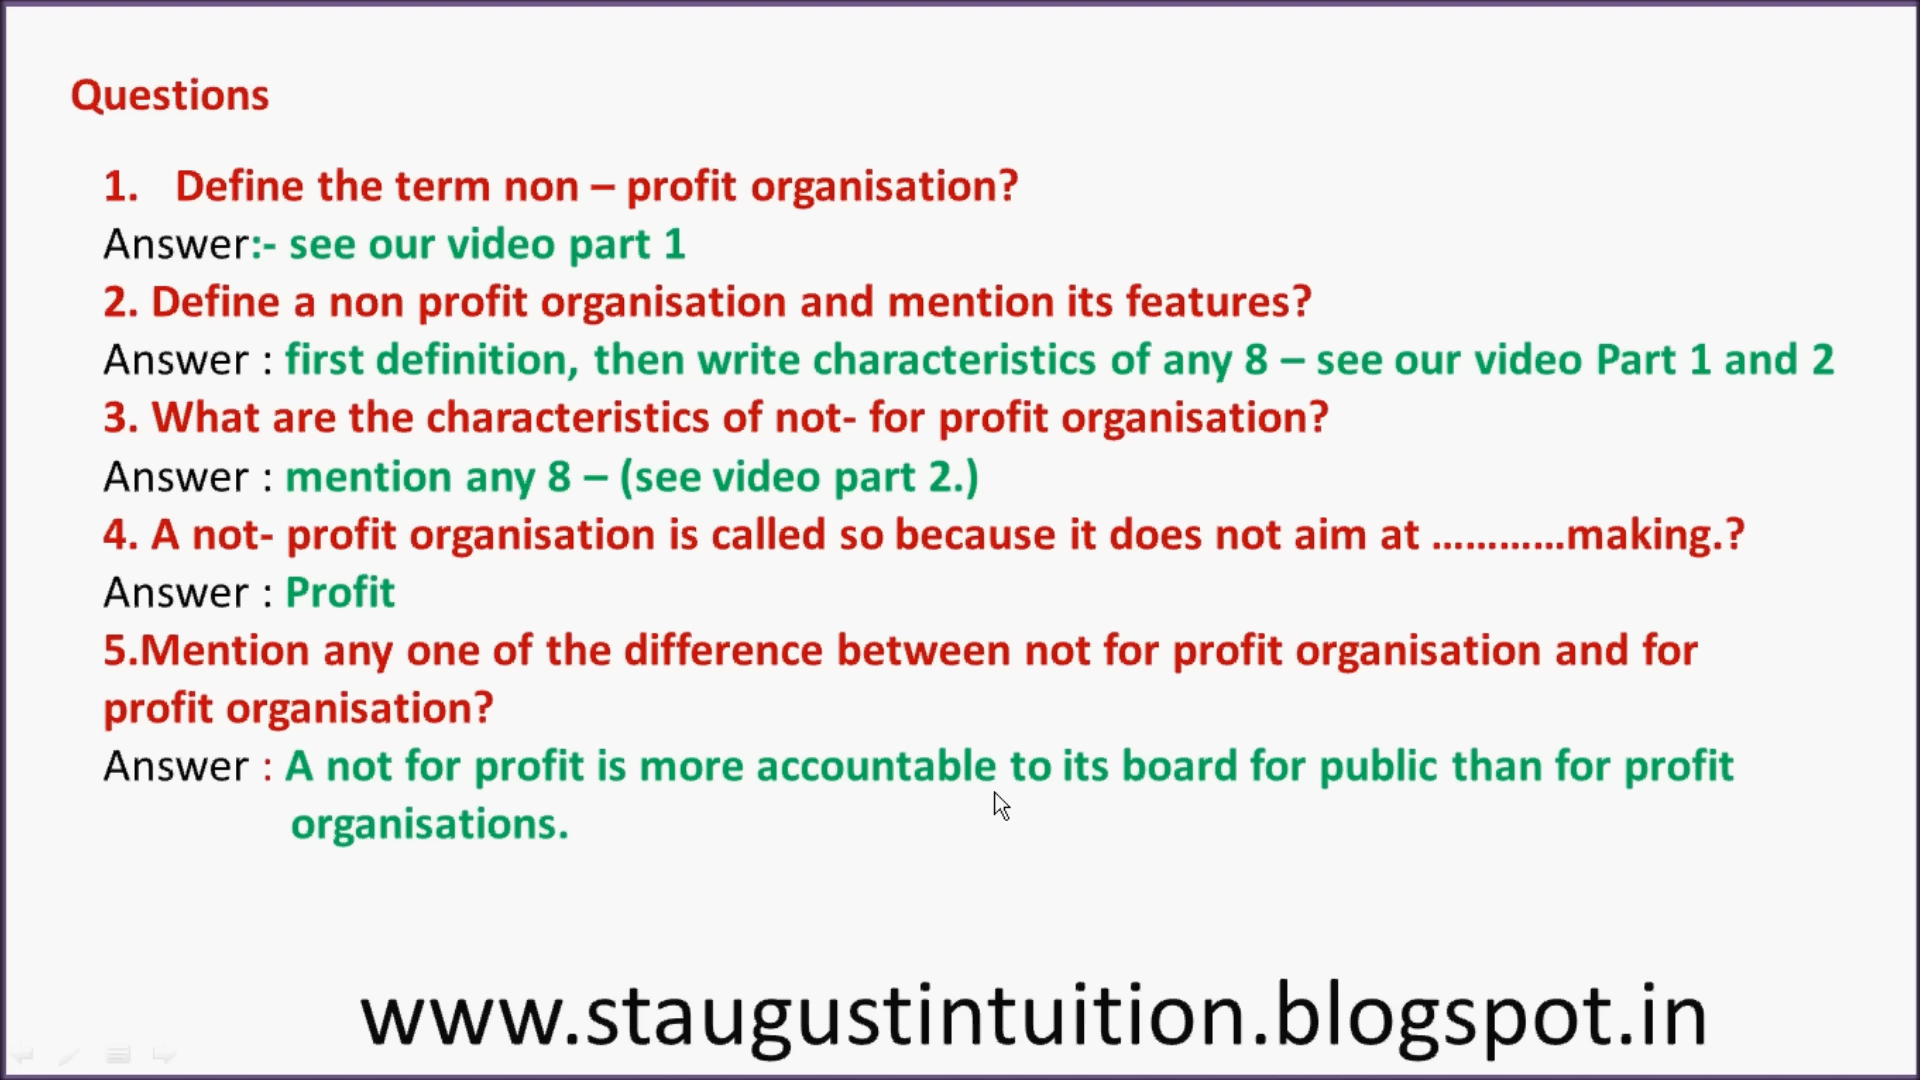 Questions
1. Define the term non – profit organisation?
Answer:- see our video part 1
2. Define a non profit organisation and mention its features?
Answer : first definition, then write characteristics of any 8 – see our video Part 1 and 2
3. What are the characteristics of not- for profit organisation?
Answer : mention any 8 – (see video part 2.)
4. A not- profit organisation is called so because it does not aim at …………making.?
Answer : Profit
5.Mention any one of the difference between not for profit organisation and for
profit organisation?
Answer : A not for profit is more accountable to its board for public than for profit
organisations.
www.staugustintuition.blogspot.in